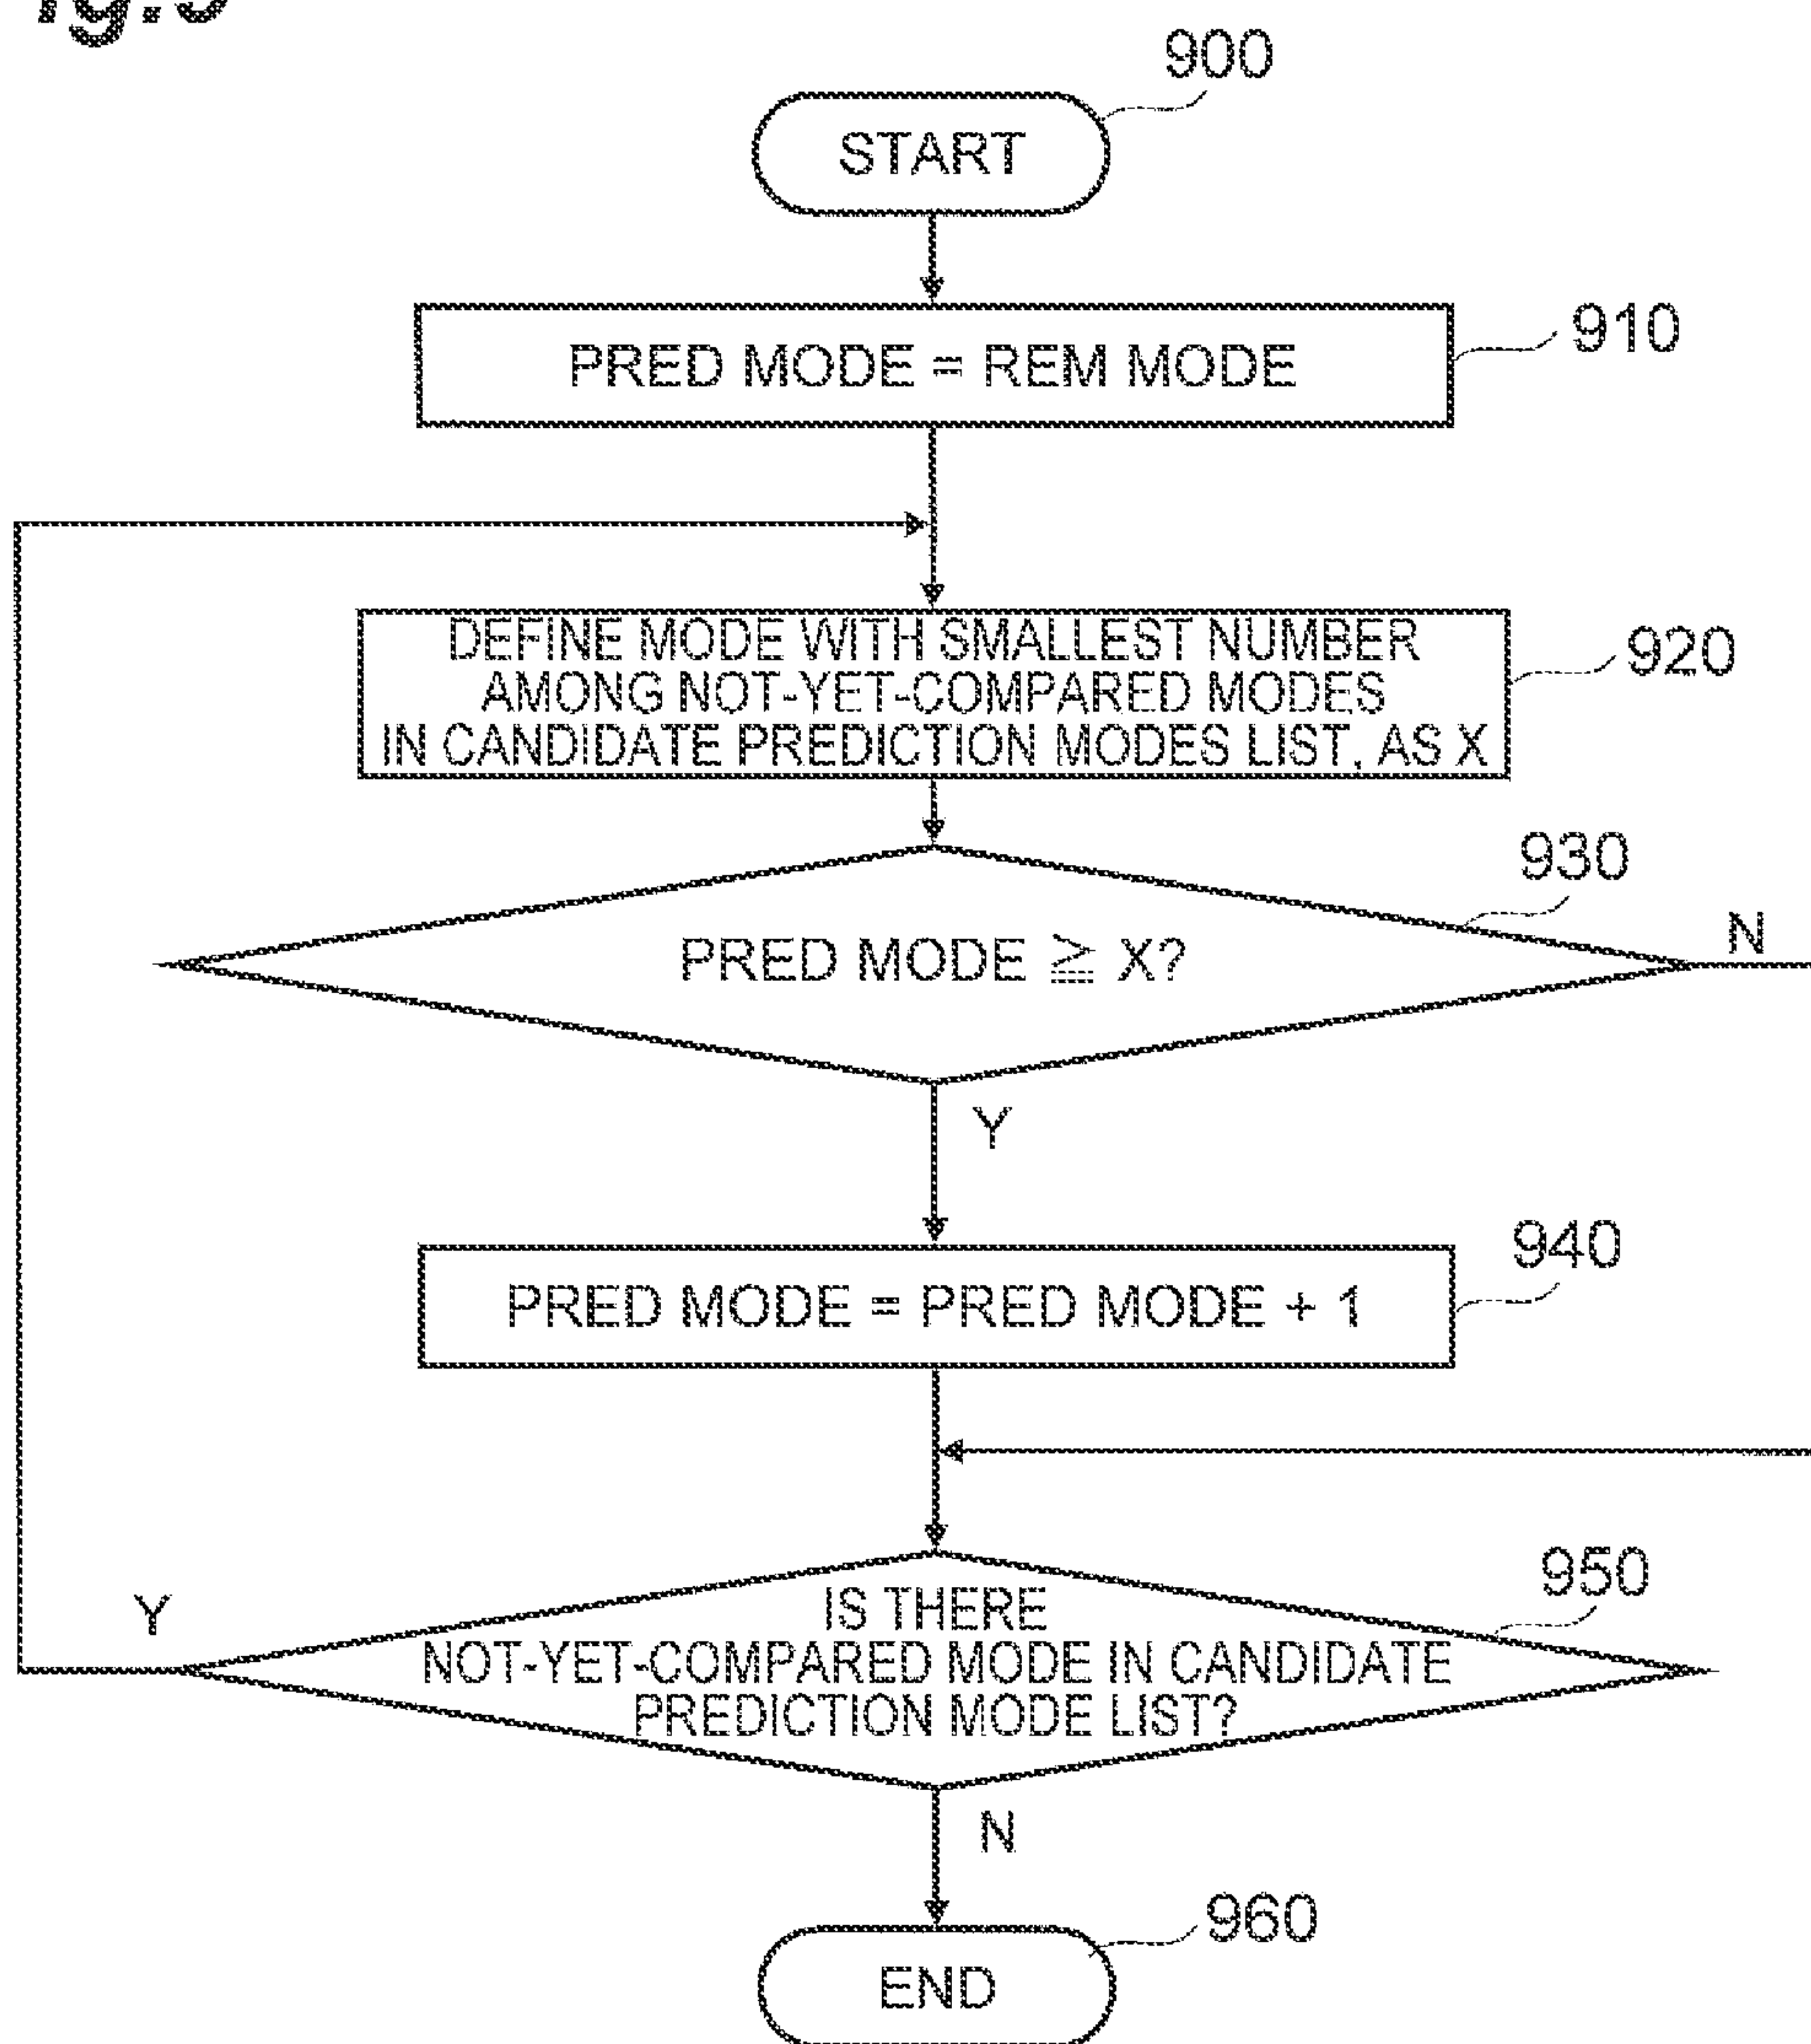 900
START
910
PRED MODE = REM MODE
920
DEFINE MODE WITH SMALLEST NUMBER
AMONG NOT-YET-COMPARED MODES
IN CANDIDATE PREDICTION MODES LIST, AS X
930
N
PRED MODE ≧ X?
Y
940
PRED MODE = PRED MODE + 1
950
Y
IS THERE
NOT-YET-COMPARED MODE IN CANDIDATE
PREDICTION MODE LIST?
N
960
END